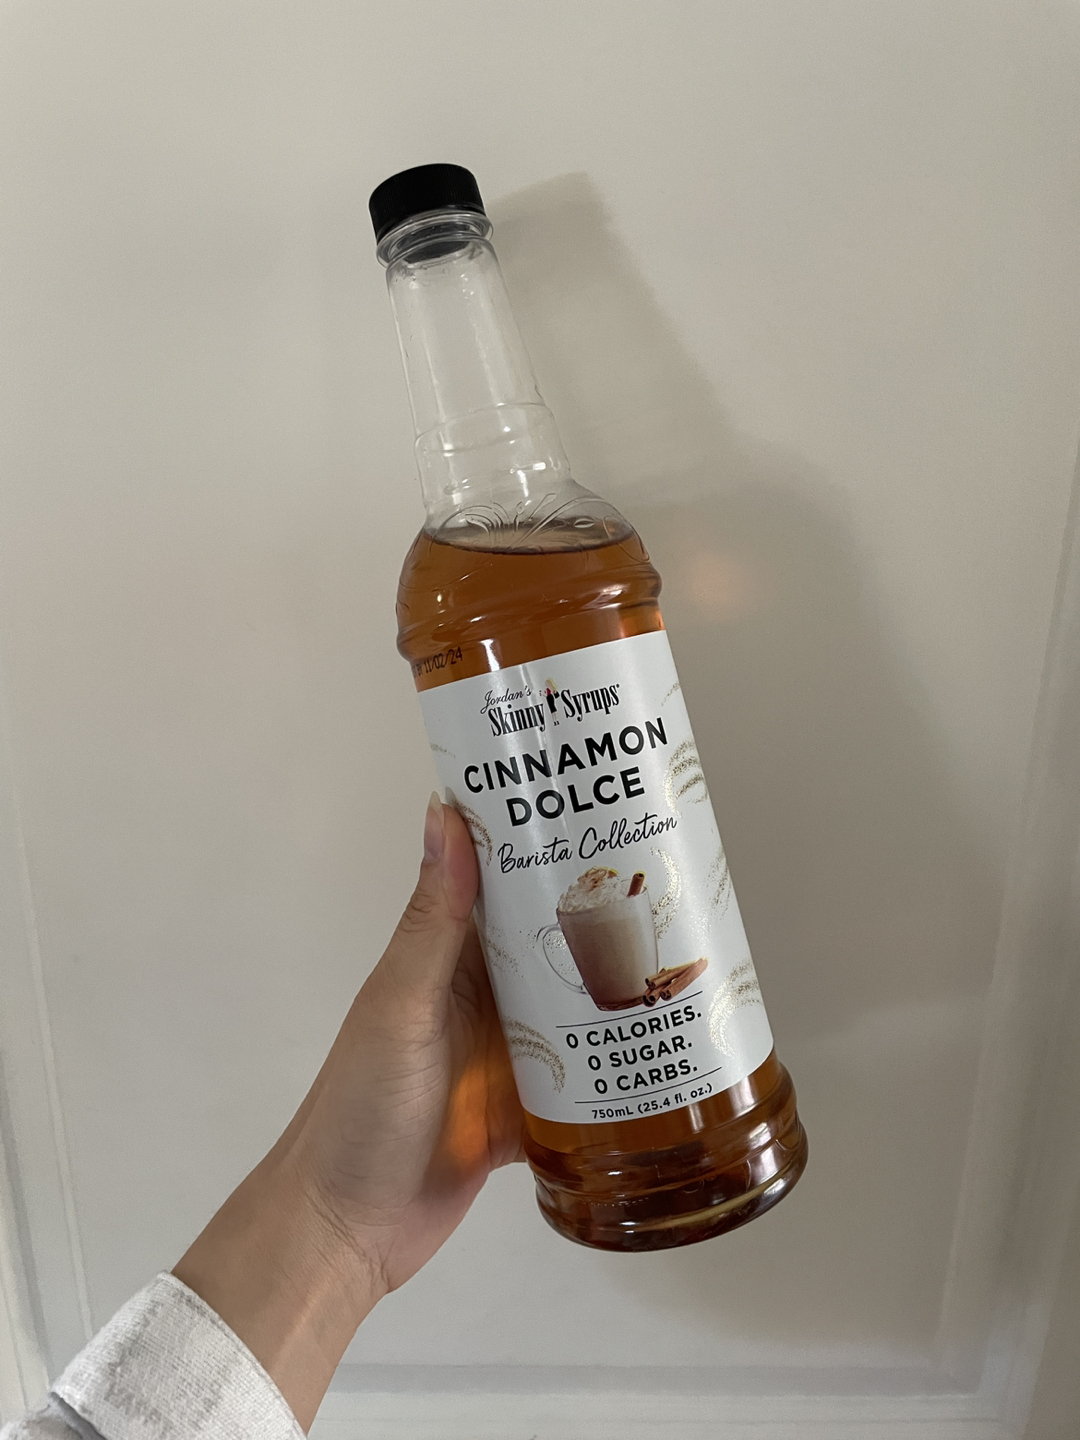 11/02/24
Jordan's
Skinny Syrups
CINNAMON
DOLCE
Barista Collection
0 CALORIES.
0 SUGAR.
0 CARBS.
750mL (25.4 fl. oz.)